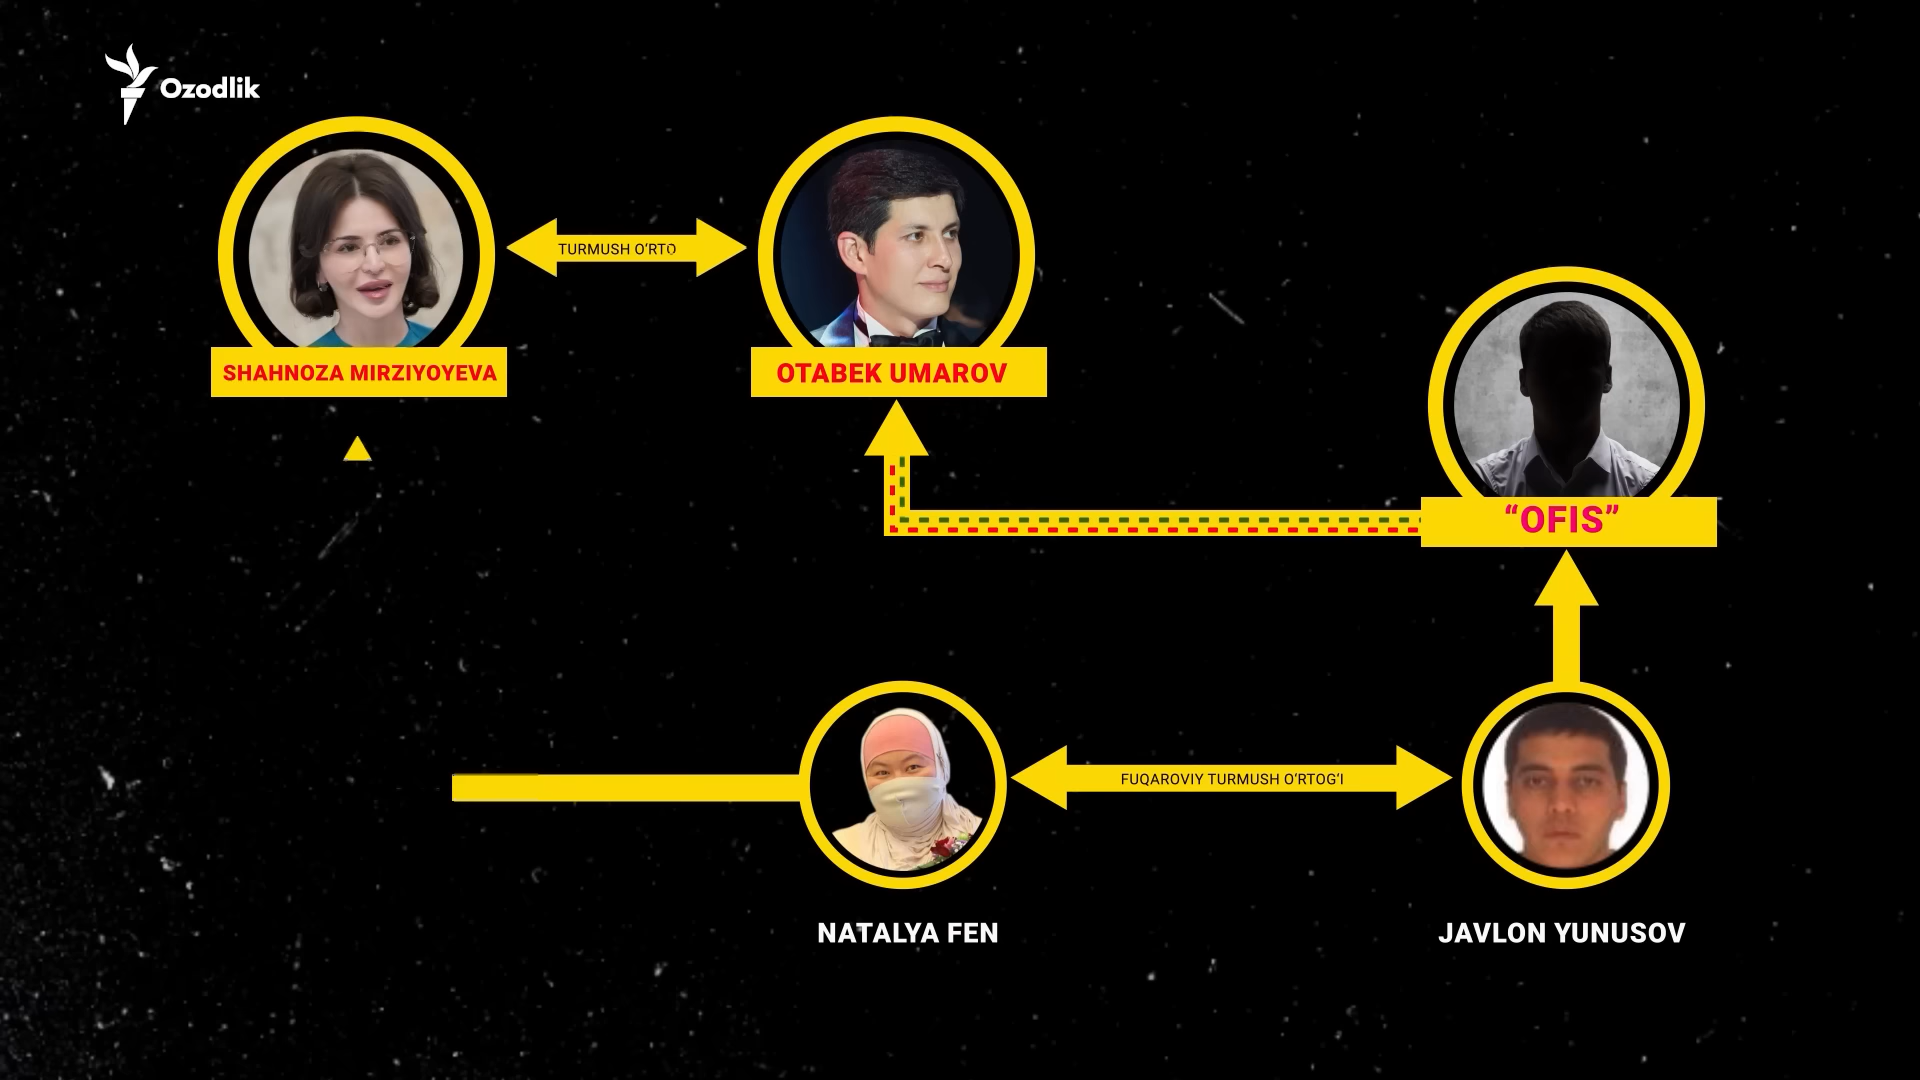 Ozodlik
TURMUSH O‘RTO
SHAHNOZA MIRZIYOYEVA
OTABEK UMAROV
“OFIS”
FUQAROVIY TURMUSH O‘RTOG‘I
NATALYA FEN
JAVLON YUNUSOV